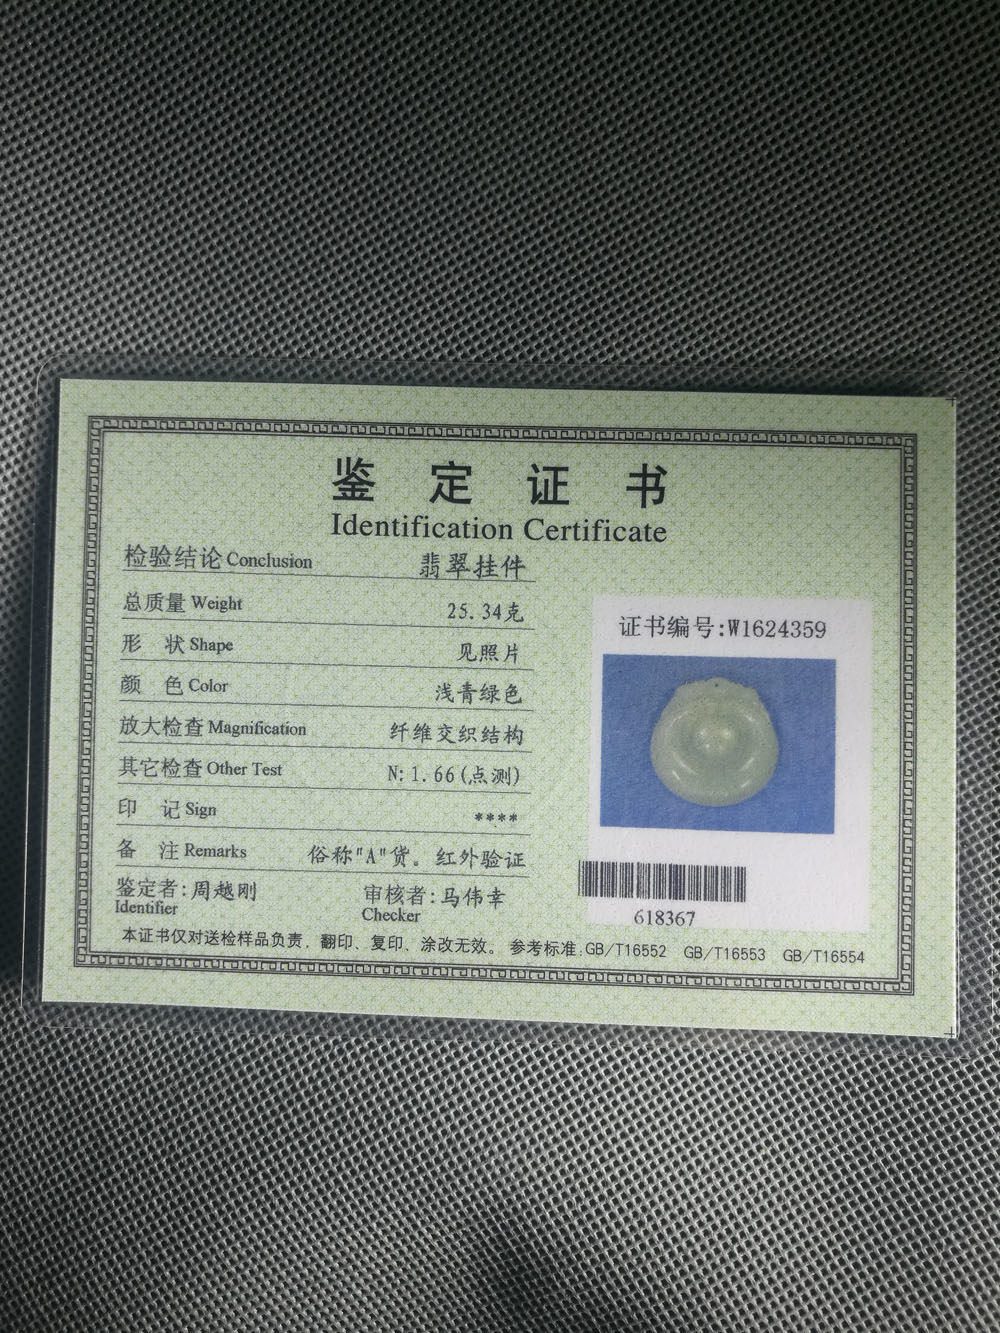 鉴定证书
Identification Certificate
检验结论 Conclusion 翡翠挂件
总质量 Weight 25.34克
形 状 Shape 见照片
颜 色 Color 浅青绿色
放大检查 Magnification 纤维交织结构
其它检查 Other Test N:1.66(点测)
印 记 Sign ****
备 注 Remarks 俗称"A"货。红外验证
鉴定者:周越刚 审核者:马伟幸
Identifier Checker
证书编号:W1624359
618367
本证书仅对送检样品负责，翻印、复印、涂改无效。 参考标准:GB/T16552 GB/T16553 GB/T16554